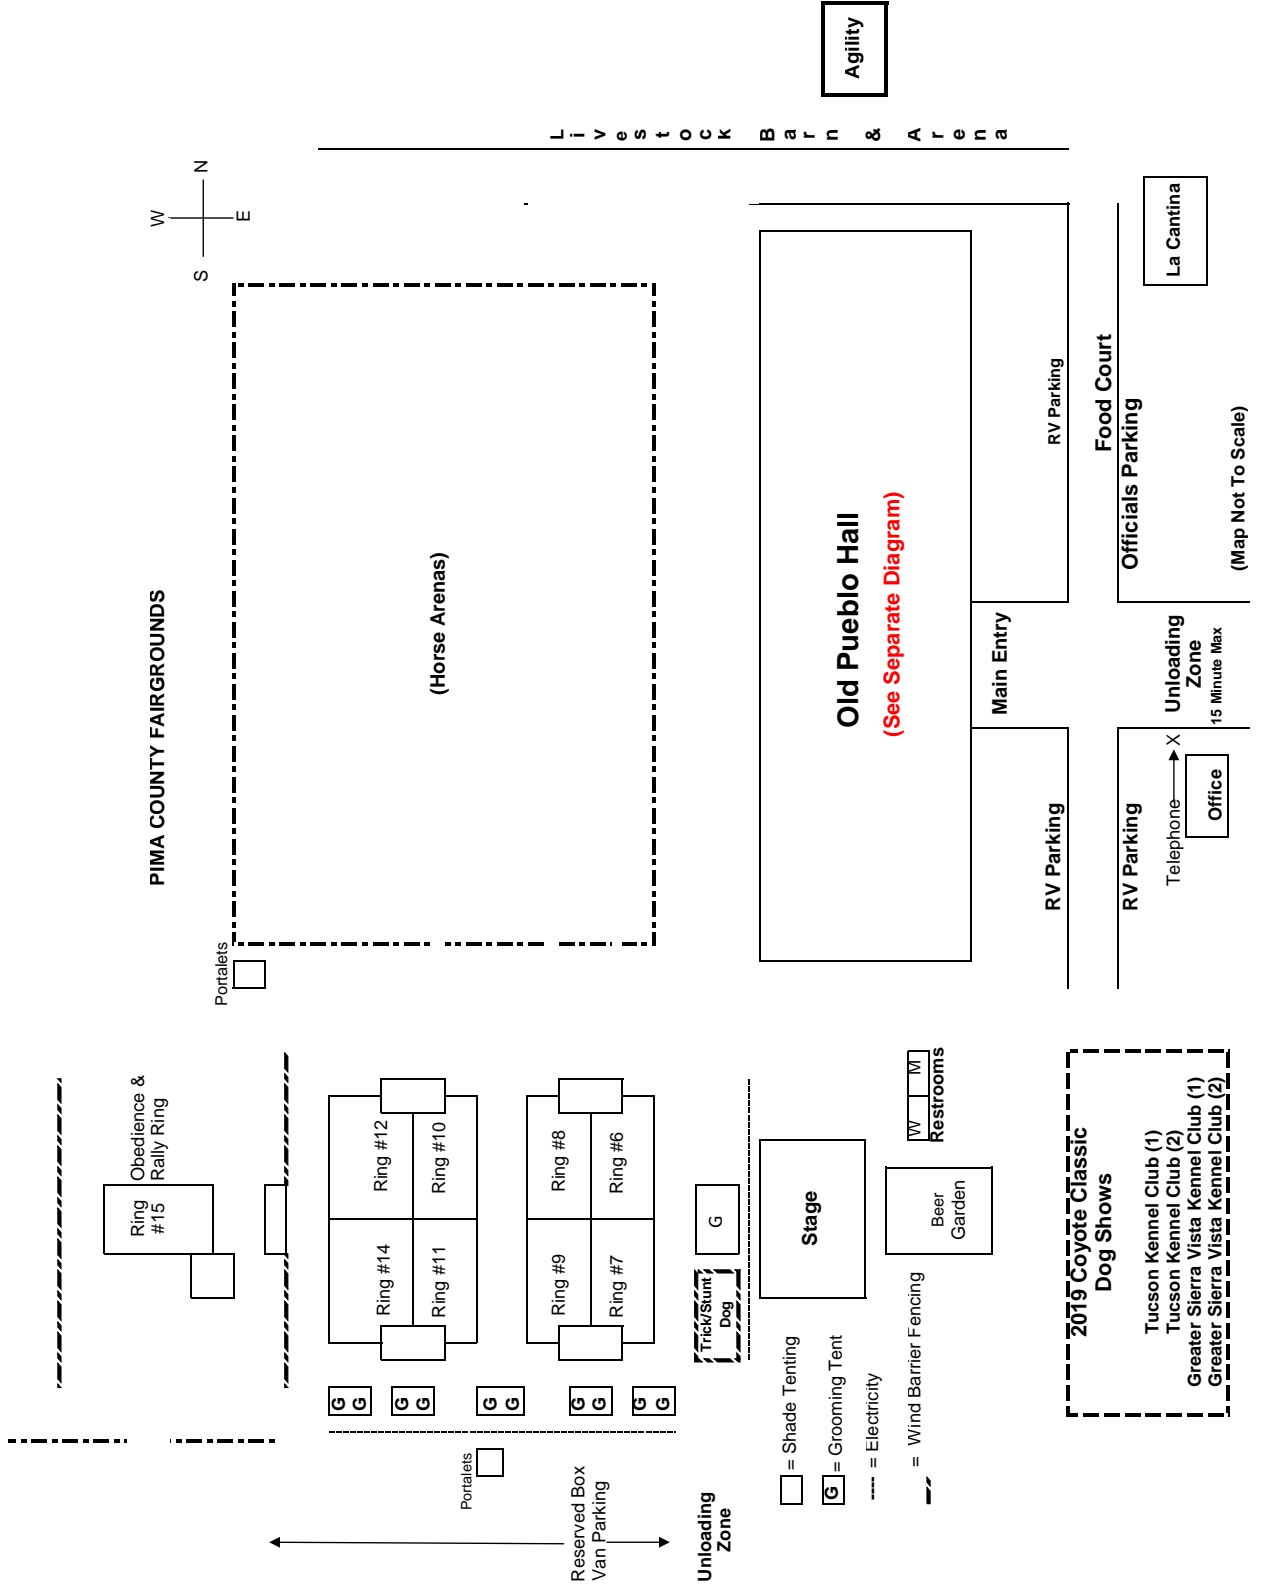 PIMA COUNTY FAIRGROUNDS
W
N
S
E
Agility
Livestock Barn & Arena
La Cantina
(Horse Arenas)
Old Pueblo Hall
(See Separate Diagram)
RV Parking
Food Court
Officials Parking
(Map Not To Scale)
Main Entry
Unloading
Zone
15 Minute Max
RV Parking
RV Parking
Telephone
X
Office
Portalets
Obedience &
Rally Ring
Ring
#15
Ring #12
Ring #10
Ring #14
Ring #11
Ring #8
Ring #6
Ring #9
Ring #7
G
Trick/Stunt
Dog
Stage
W
M
Restrooms
Beer
Garden
G
G
G
G
G
G
G
G
G
G
Portalets
Reserved Box
Van Parking
Unloading
Zone
= Shade Tenting
G = Grooming Tent
---- = Electricity
= Wind Barrier Fencing
2019 Coyote Classic
Dog Shows
Tucson Kennel Club (1)
Tucson Kennel Club (2)
Greater Sierra Vista Kennel Club (1)
Greater Sierra Vista Kennel Club (2)